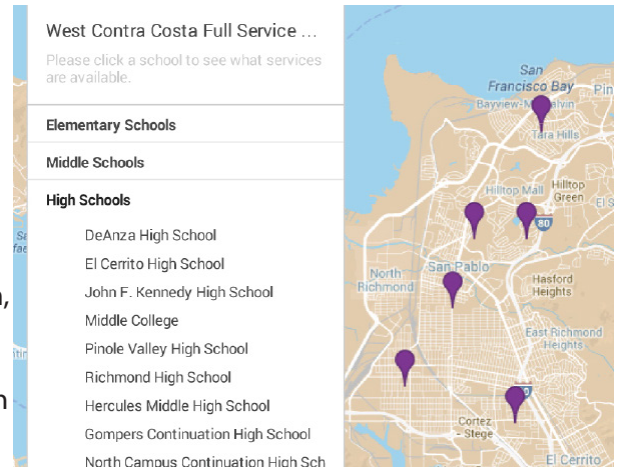 West Contra Costa Full Service ...
Please click a school to see what services
are available.
Elementary Schools
Middle Schools
High Schools
DeAnza High School
El Cerrito High School
John F. Kennedy High School
Middle College
Pinole Valley High School
Richmond High School
Hercules Middle High School
Gompers Continuation High School
North Campus Continuation High Sch
San
Francisco Bay
Pin
Tara Hills
Hilltop Mall
Hilltop
Green
El S
80
North
Richmond
San Pablo
Hasford
Heights
East Richmond
Heights
Cortez
- Stege
El Cerrito